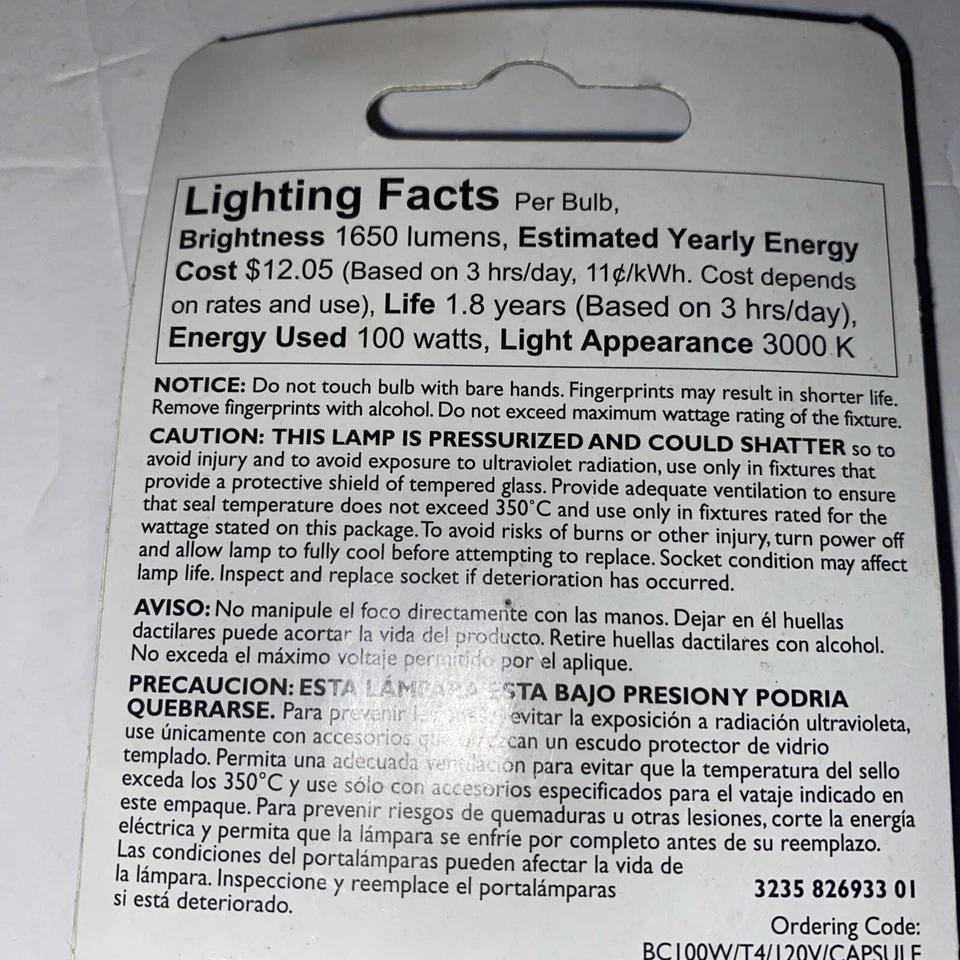 Lighting Facts Per Bulb,
Brightness 1650 lumens, Estimated Yearly Energy
Cost $12.05 (Based on 3 hrs/day, 11¢/kWh. Cost depends
on rates and use), Life 1.8 years (Based on 3 hrs/day),
Energy Used 100 watts, Light Appearance 3000 K
NOTICE: Do not touch bulb with bare hands. Fingerprints may result in shorter life.
Remove fingerprints with alcohol. Do not exceed maximum wattage rating of the fixture.
CAUTION: THIS LAMP IS PRESSURIZED AND COULD SHATTER so to
avoid injury and to avoid exposure to ultraviolet radiation, use only in fixtures that
provide a protective shield of tempered glass. Provide adequate ventilation to ensure
that seal temperature does not exceed 350°C and use only in fixtures rated for the
wattage stated on this package. To avoid risks of burns or other injury, turn power off
and allow lamp to fully cool before attempting to replace. Socket condition may affect
lamp life. Inspect and replace socket if deterioration has occurred.
AVISO: No manipule el foco directamente con las manos. Dejar en él huellas
dactilares puede acortar la vida del producto. Retire huellas dactilares con alcohol.
No exceda el máximo voltaje permitido por el aplique.
PRECAUCION: ESTA LÁMPARA ESTA BAJO PRESION Y PODRIA
QUEBRARSE. Para prevenir evitar la exposición a radiación ultravioleta,
use únicamente con accesorios que ofrezcan un escudo protector de vidrio
templado. Permita una adecuada ventilación para evitar que la temperatura del sello
exceda los 350°C y use sólo con accesorios especificados para el vataje indicado en
este empaque. Para prevenir riesgos de quemaduras u otras lesiones, corte la energía
eléctrica y permita que la lámpara se enfríe por completo antes de su reemplazo.
Las condiciones del portalámparas pueden afectar la vida de
la lámpara. Inspeccione y reemplace el portalámparas
si está deteriorado.
3235 826933 01
Ordering Code:
BC100W/T4/120V/CAPSULE